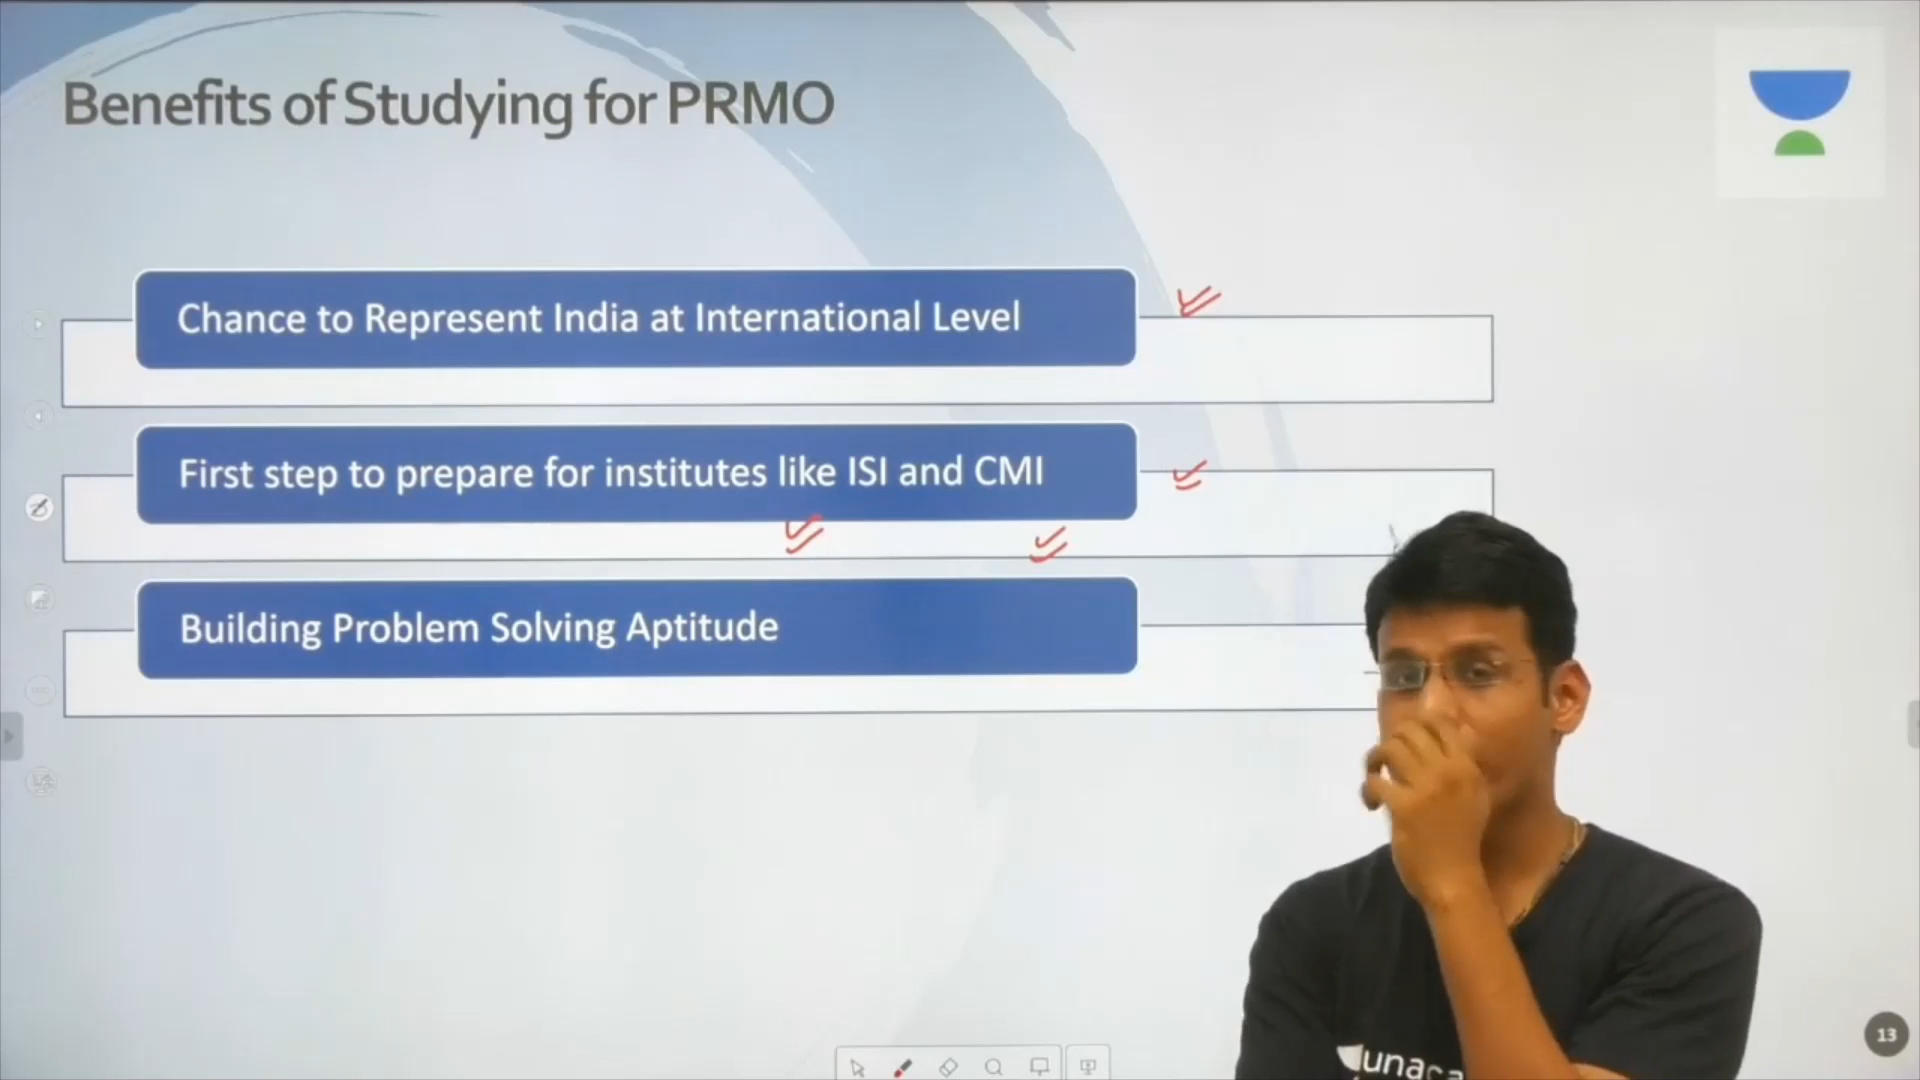 Benefits of Studying for PRMO
Chance to Represent India at International Level
First step to prepare for institutes like ISI and CMI
Building Problem Solving Aptitude
unaca
13